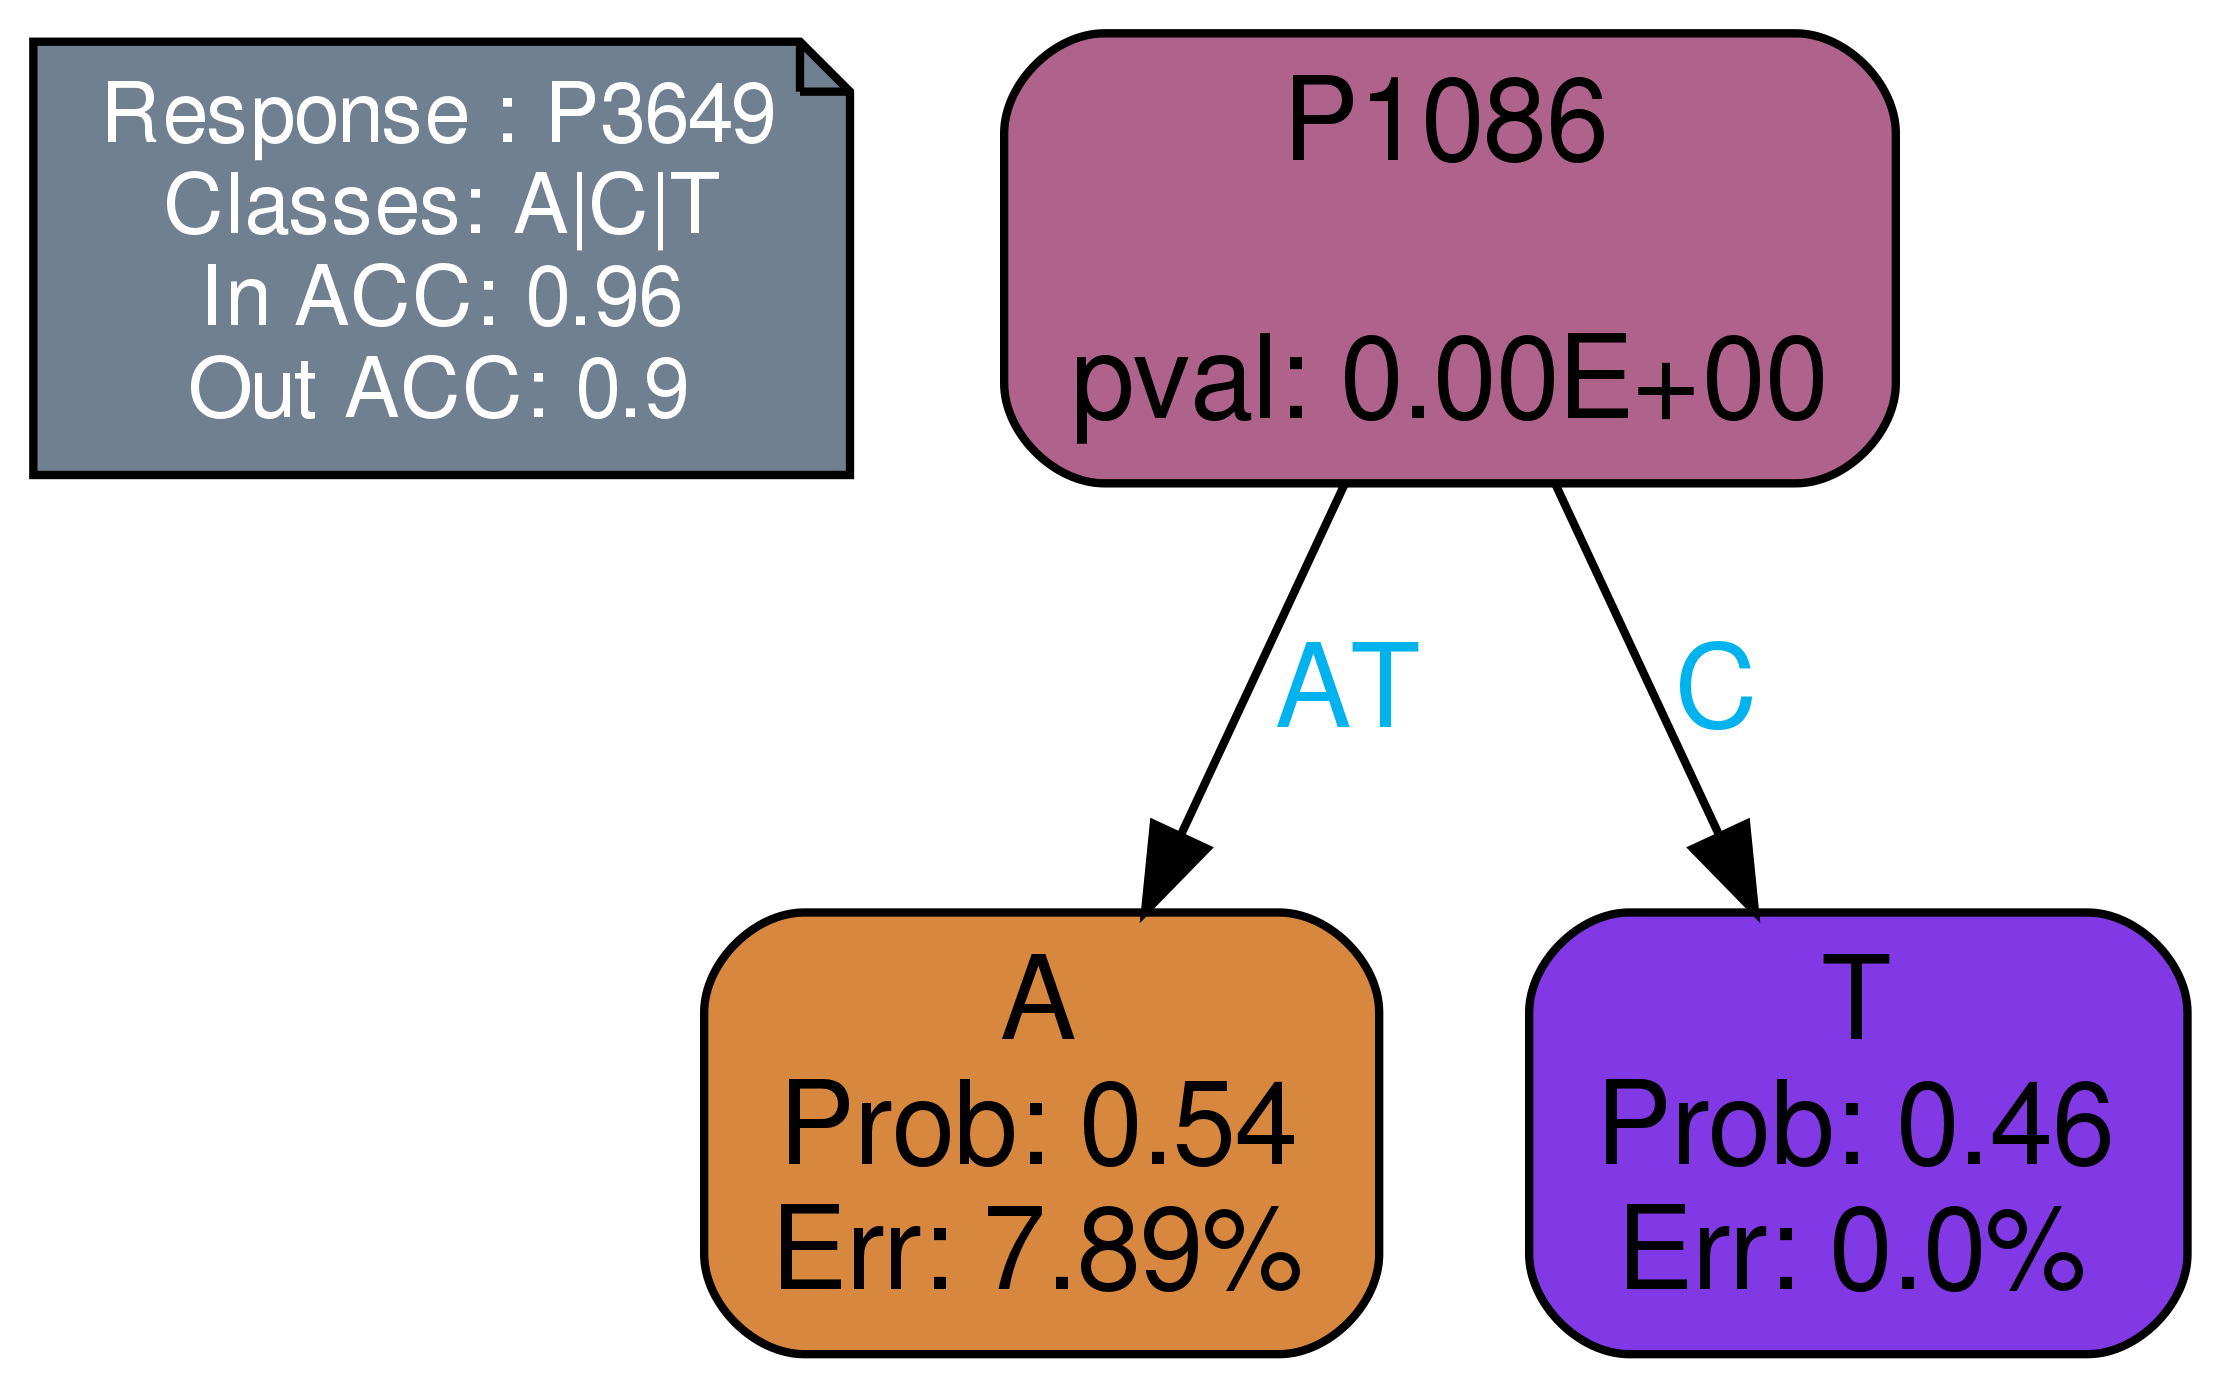 Response : P3649
Classes: A|C|T
In ACC: 0.96
Out ACC: 0.9
P1086
pval: 0.00E+00
AT
C
A
Prob: 0.54
Err: 7.89%
T
Prob: 0.46
Err: 0.0%